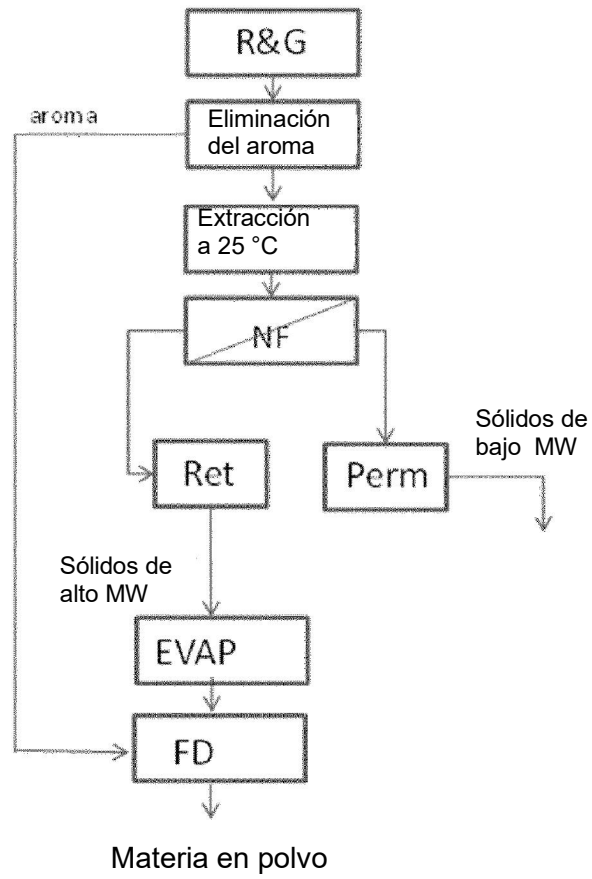 R&G
aroma
Eliminación
del aroma
Extracción
a 25 °C
NF
Sólidos de
bajo MW
Ret
Perm
Sólidos de
alto MW
EVAP
FD
Materia en polvo